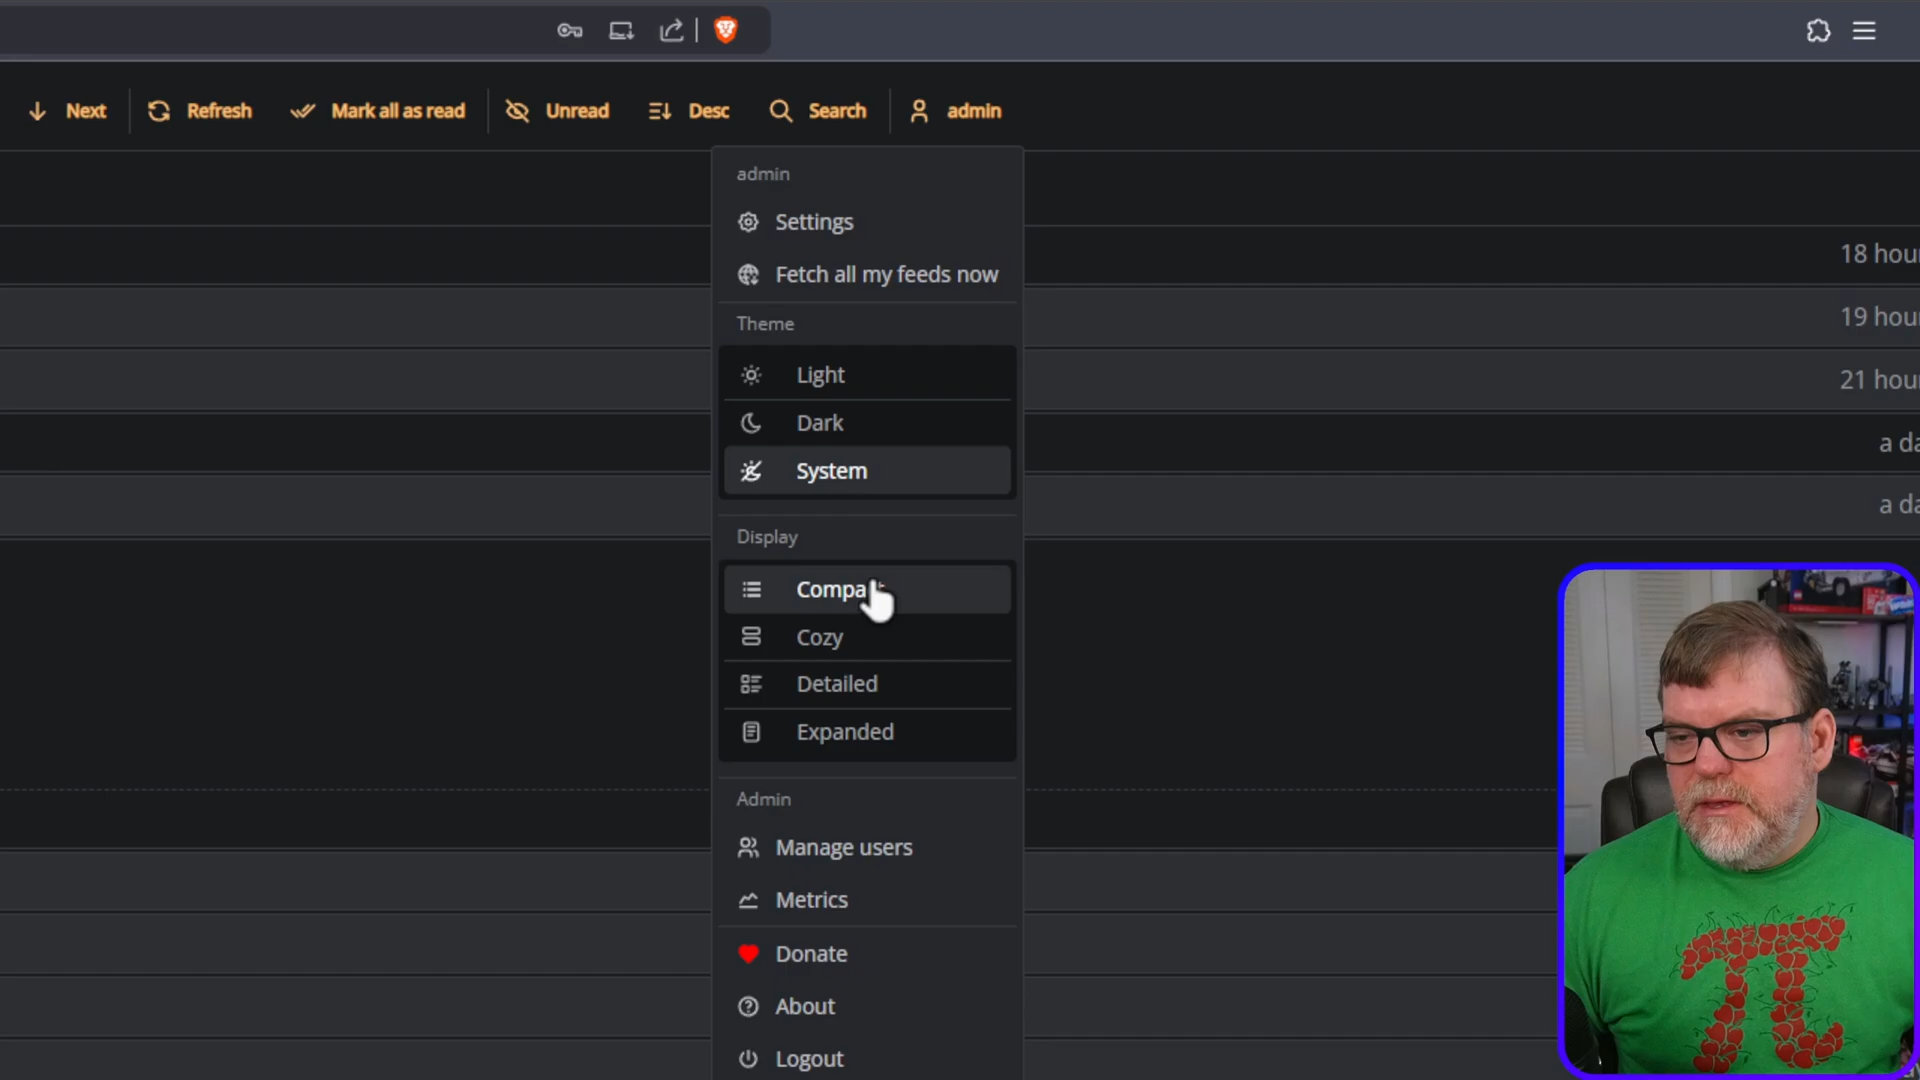 Next Refresh Mark all as read Unread Desc Search admin
admin
Settings
Fetch all my feeds now
Theme
Light
Dark
System
Display
Cozy
Detailed
Expanded
Admin
Manage users
Metrics
Donate
About
Logout
18 hou
19 hou
21 hou
a da
a da